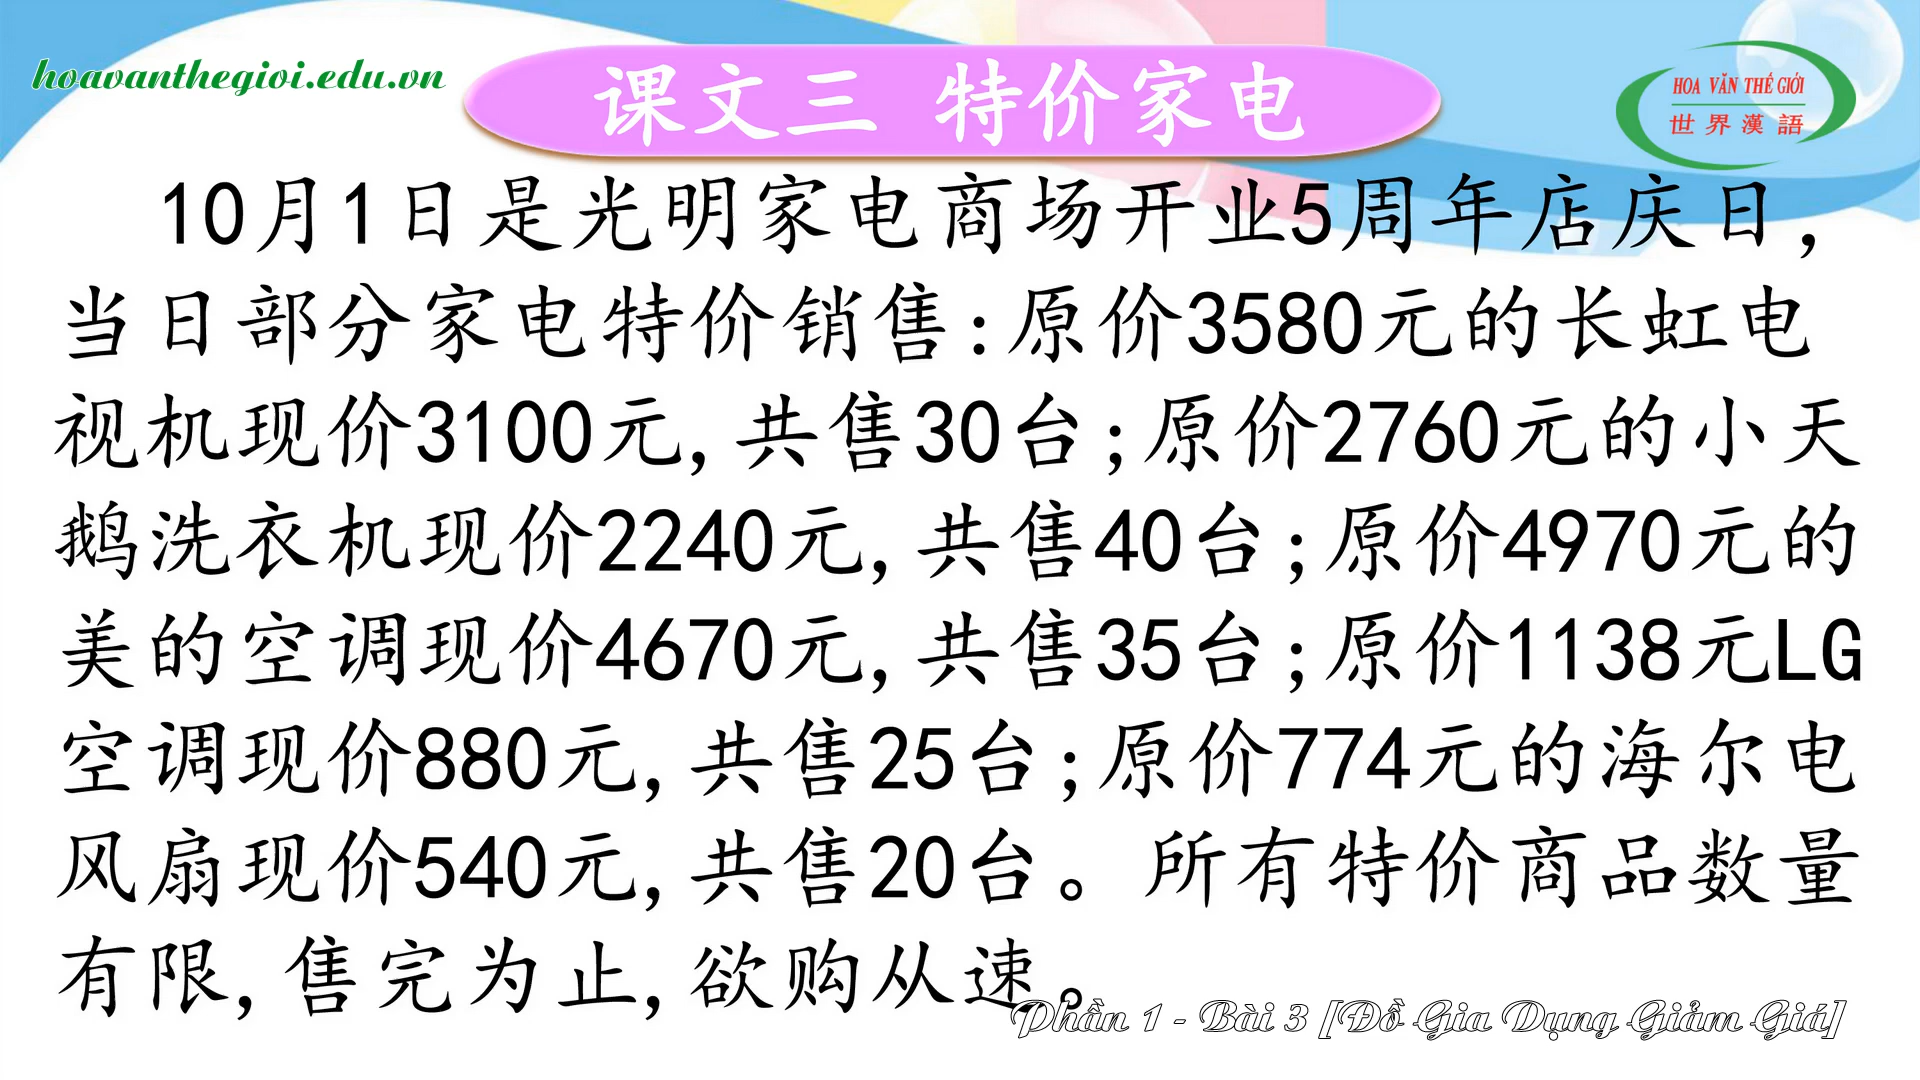 hoavanthegioi.edu.vn
课文三 特价家电
HOA VĂN THẾ GIỚI
世界漢語
10月1日是光明家电商场开业5周年店庆日,
当日部分家电特价销售:原价3580元的长虹电
视机现价3100元,共售30台;原价2760元的小天
鹅洗衣机现价2240元,共售40台;原价4970元的
美的空调现价4670元,共售35台;原价1138元LG
空调现价880元,共售25台;原价774元的海尔电
风扇现价540元,共售20台。所有特价商品数量
有限,售完为止,欲购从速。
Phần 1 - Bài 3 [Đồ Gia Dụng Giảm Giá]